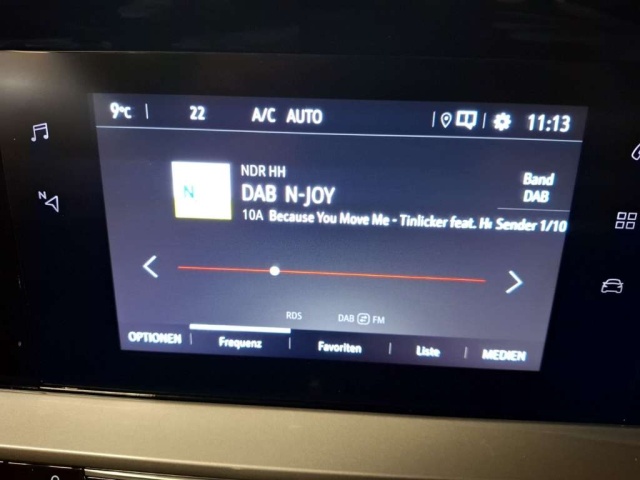 9°C 22 A/C AUTO 11:13
N
NDR HH
DAB N-JOY
10A Because You Move Me - Tinlicker feat. Sender 1/10
Band
DAB
N
RDS DAB FM
OPTIONEN Frequenz Favoriten Liste MEDIEN